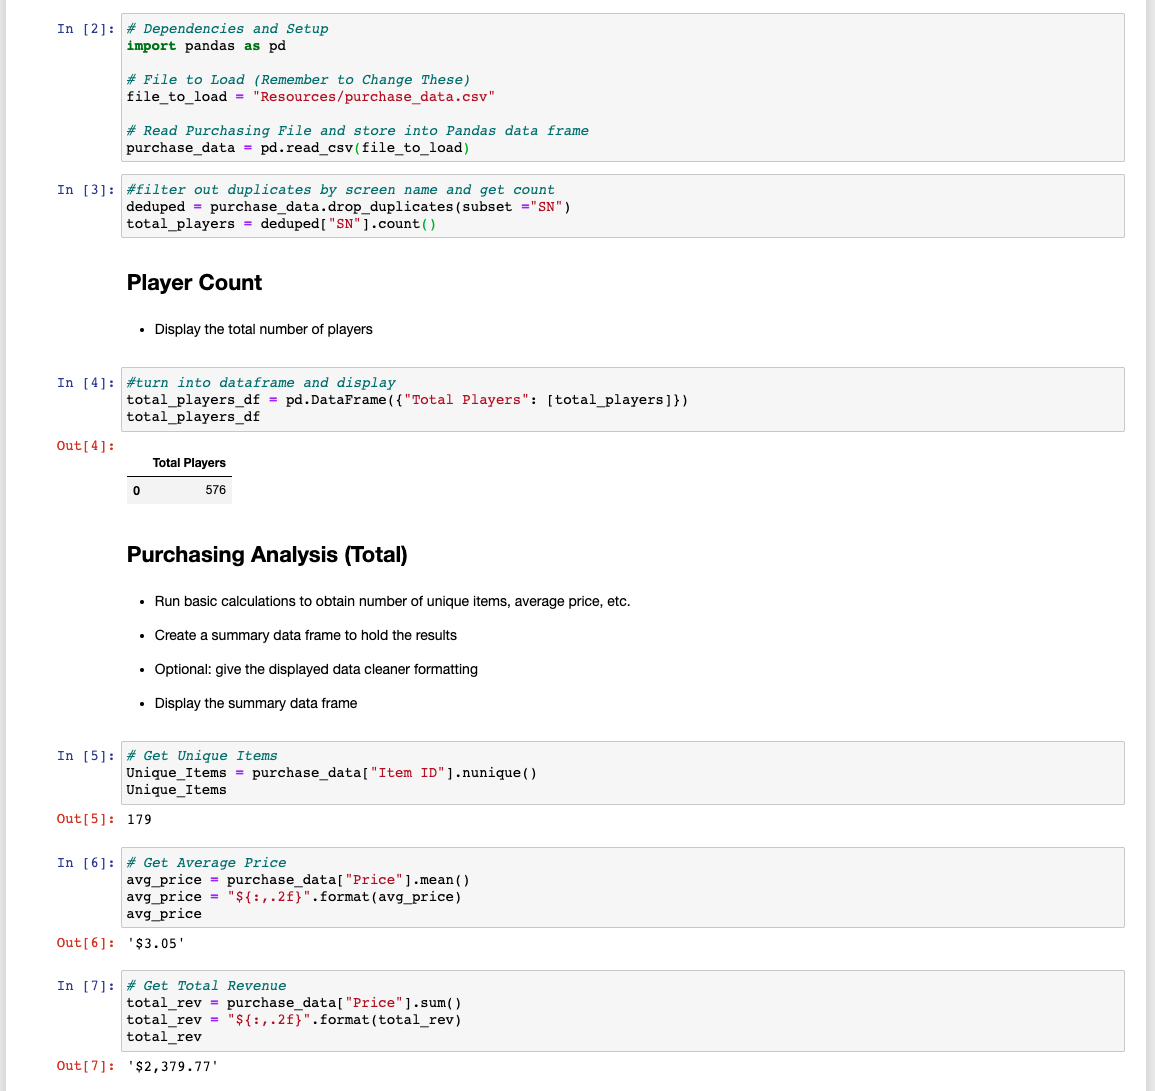 In [2]: # Dependencies and Setup
import pandas as pd
# File to Load (Remember to Change These)
file_to_load = "Resources/purchase_data.csv"
# Read Purchasing File and store into Pandas data frame
purchase_data = pd.read_csv(file_to_load)
In [3]: #filter out duplicates by screen name and get count
deduped = purchase_data.drop_duplicates(subset ="SN")
total_players = deduped["SN"].count()
Player Count
• Display the total number of players
In [4]: #turn into dataframe and display
total_players_df = pd.DataFrame({"Total Players": [total_players]})
total_players_df
Out[4]:
Total Players
0 576
Purchasing Analysis (Total)
• Run basic calculations to obtain number of unique items, average price, etc.
• Create a summary data frame to hold the results
• Optional: give the displayed data cleaner formatting
• Display the summary data frame
In [5]: # Get Unique Items
Unique_Items = purchase_data["Item ID"].nunique()
Unique_Items
Out[5]: 179
In [6]: # Get Average Price
avg_price = purchase_data["Price"].mean()
avg_price = "${:,.2f}".format(avg_price)
avg_price
Out[6]: '$3.05'
In [7]: # Get Total Revenue
total_rev = purchase_data["Price"].sum()
total_rev = "${:,.2f}".format(total_rev)
total_rev
Out[7]: '$2,379.77'